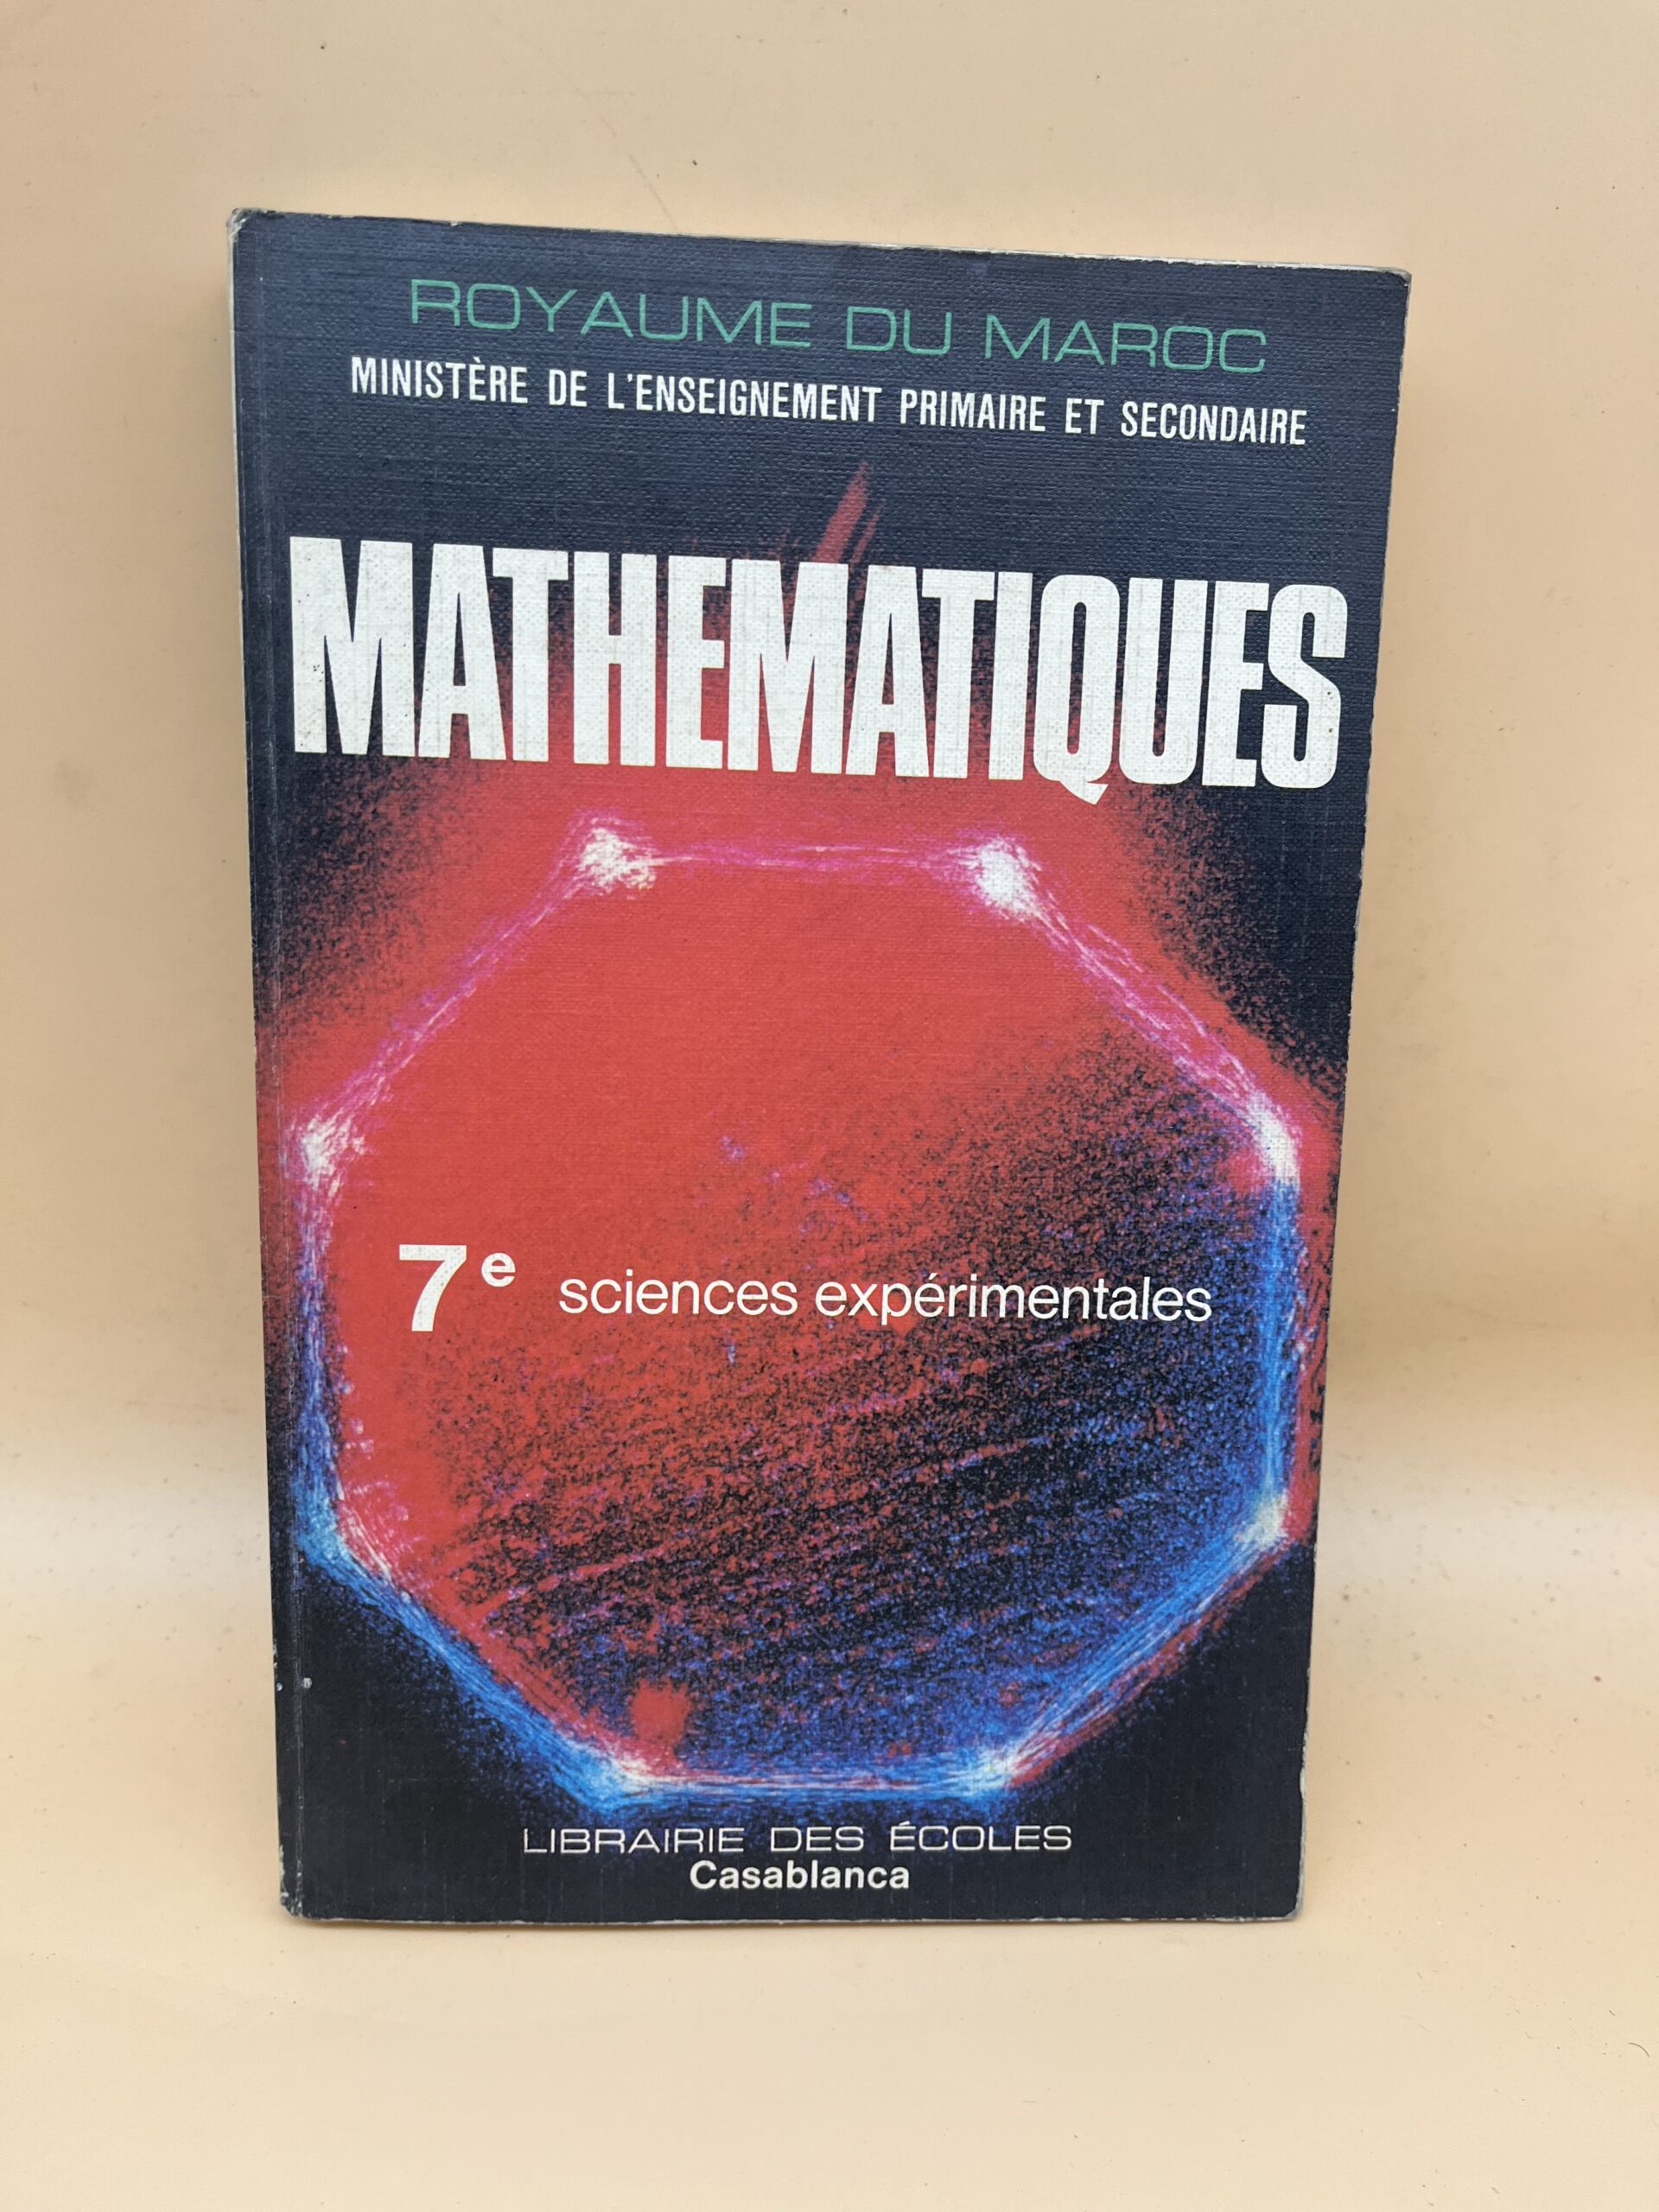 ROYAUME DU MAROC
MINISTÈRE DE L'ENSEIGNEMENT PRIMAIRE ET SECONDAIRE
MATHEMATIQUES
7e sciences expérimentales
LIBRAIRIE DES ÉCOLES
Casablanca